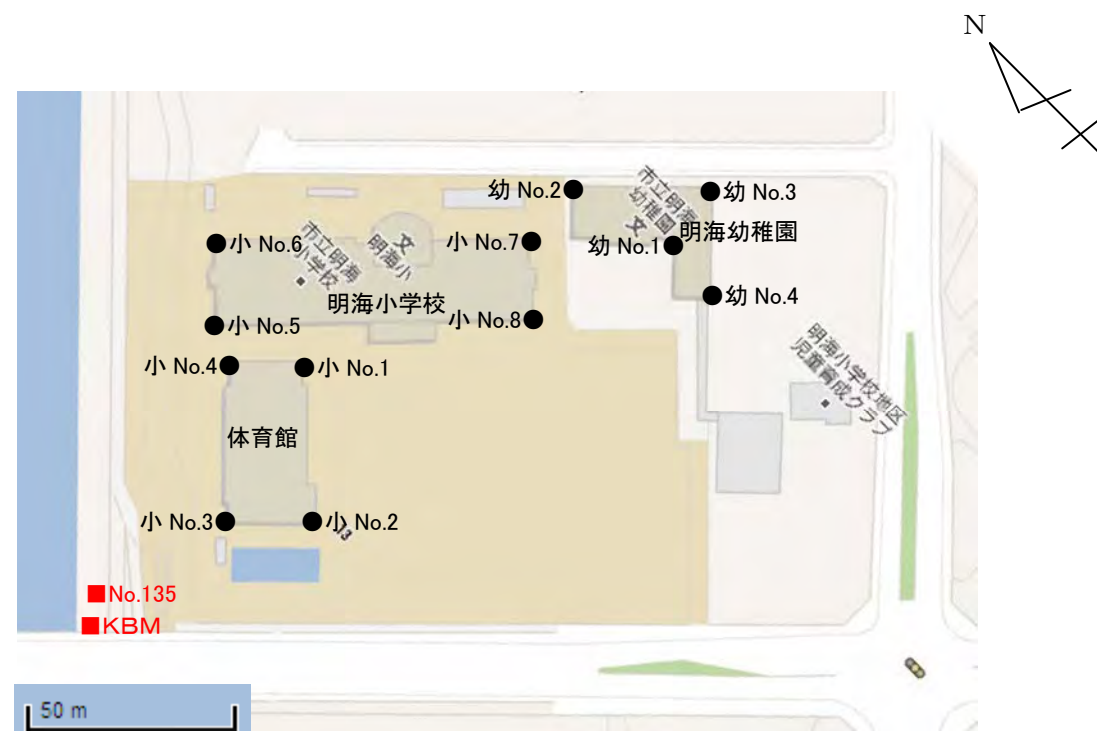 N
幼 No.2
市立明海
幼稚園
文
幼 No.3
明海幼稚園
幼 No.1
小 No.6
市立明海
小学校
文
明海小
小 No.7
幼 No.4
明海小学校
小 No.5
小 No.8
明海小学校地区
児童育成クラブ
小 No.4
小 No.1
体育館
小 No.3
小 No.2
No.135
KBM
50 m